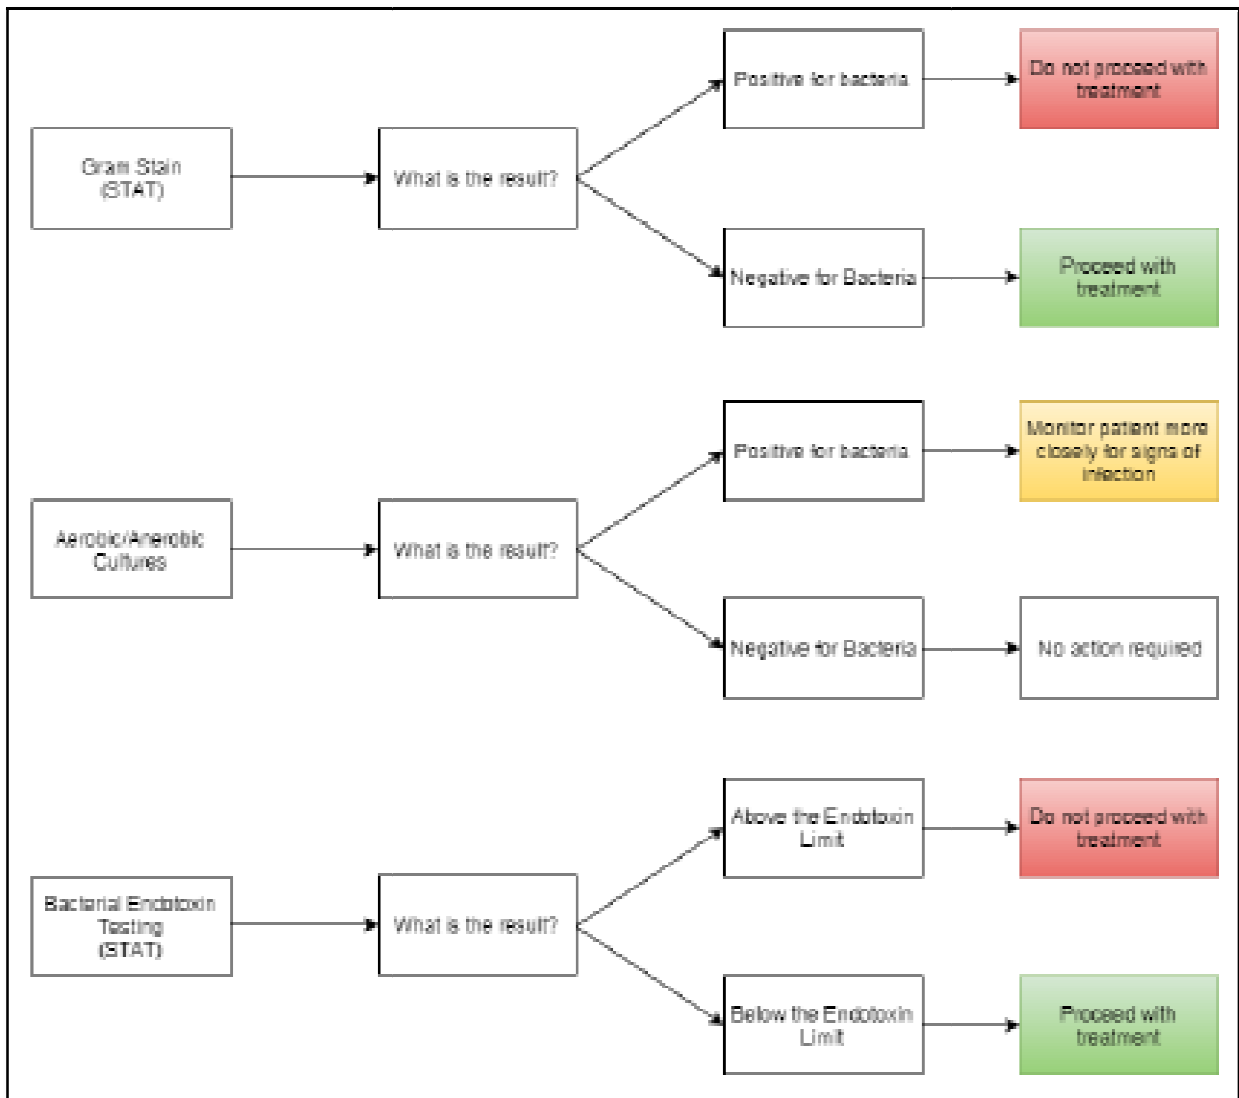 Positive for bacteria
Do not proceed with
treatment
Gram Stain
(STAT)
What is the result?
Negative for Bacteria
Proceed with
treatment
Positive for bacteria
Monitor patient more
closely for signs of
infection
Aerobic/Anerobic
Cultures
What is the result?
Negative for Bacteria
No action required
Above the Endotoxin
Limit
Do not proceed with
treatment
Bacterial Endotoxin
Testing
(STAT)
What is the result?
Below the Endotoxin
Limit
Proceed with
treatment